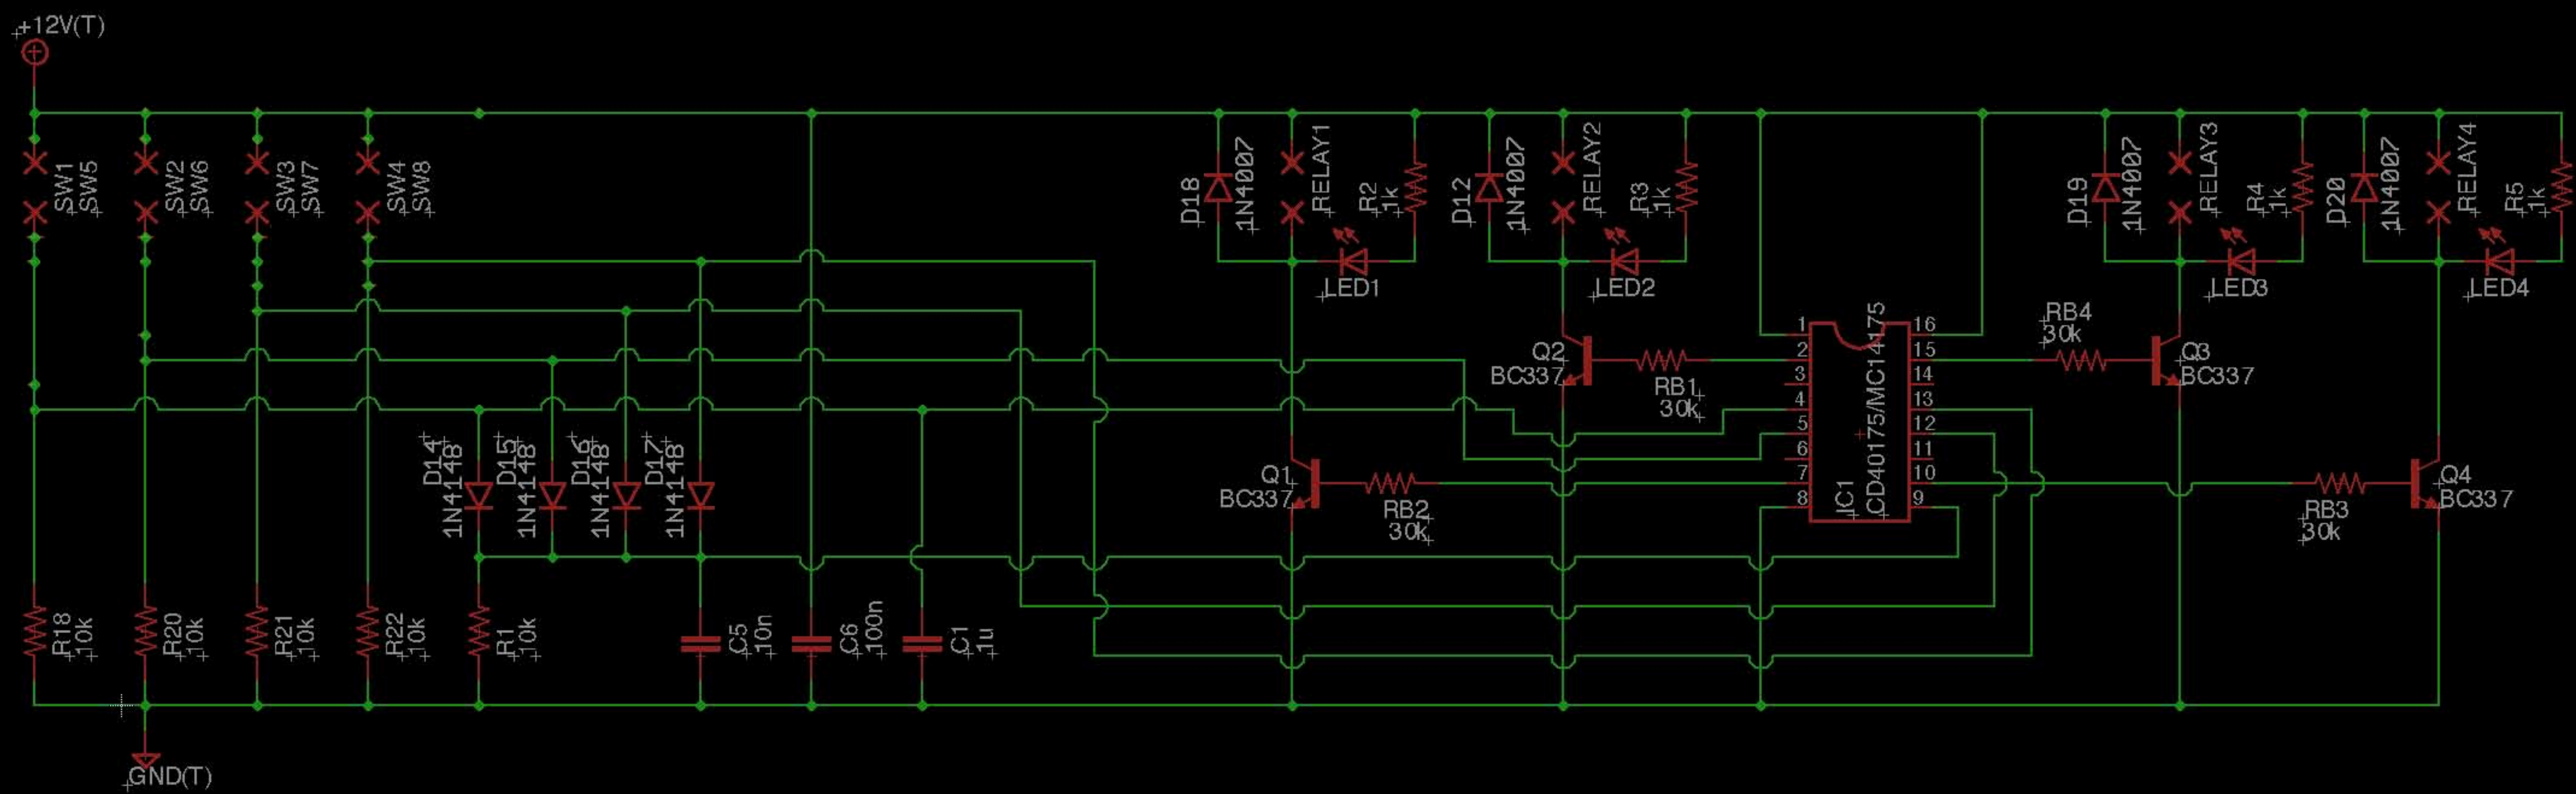 +12V(T)
SW1
SW5
SW2
SW6
SW3
SW7
SW4
SW8
D18
1N4007
RELAY1
R2
1k
LED1
D12
1N4007
RELAY2
R3
1k
LED2
D19
1N4007
RELAY3
R4
1k
LED3
D20
1N4007
RELAY4
R5
1k
LED4
Q2
BC337
RB1
30k
1
2
3
4
5
6
7
8
16
15
14
13
12
11
10
9
IC1
CD40175/MC14175
RB4
30k
Q3
BC337
D14
1N4148
D15
1N4148
D16
1N4148
D17
1N4148
Q1
BC337
RB2
30k
RB3
30k
Q4
BC337
R18
10k
R20
10k
R21
10k
R22
10k
R1
10k
C5
10n
C6
100n
C1
1u
GND(T)